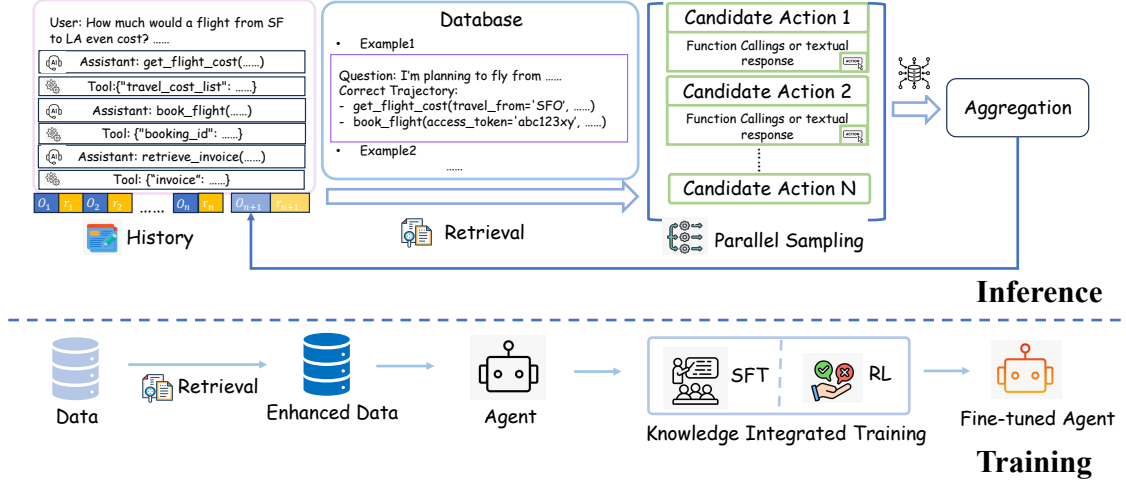 User: How much would a flight from SF
to LA even cost? ......
Assistant: get_flight_cost(......)
Tool:{"travel_cost_list": ......}
Assistant: book_flight(......)
Tool: {"booking_id": ......}
Assistant: retrieve_invoice(......)
Tool: {"invoice": ......}
O1 r1 O2 r2 ...... On rn On+1 rn+1
History
Database
• Example1
Question: I'm planning to fly from ......
Correct Trajectory:
- get_flight_cost(travel_from='SFO', ......)
- book_flight(access_token='abc123xy', ......)
• Example2
......
Retrieval
Candidate Action 1
Function Callings or textual
response
ACTION
Candidate Action 2
Function Callings or textual
response
ACTION
......
Candidate Action N
Parallel Sampling
Aggregation
Inference
Data
Retrieval
Enhanced Data
Agent
SFT
RL
Knowledge Integrated Training
Fine-tuned Agent
Training